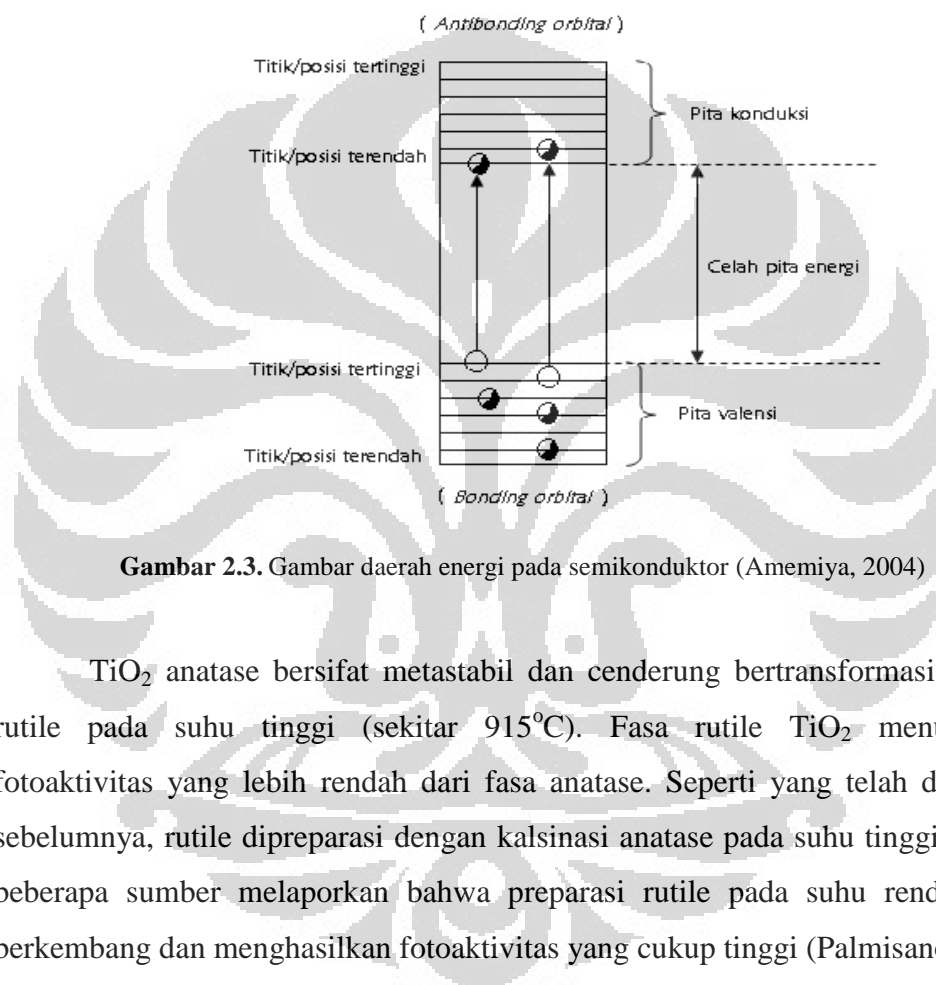 ( Antibonding orbital )
Titik/posisi tertinggi
Pita konduksi
Titik/posisi terendah
Celah pita energi
Titik/posisi tertinggi
Pita valensi
Titik/posisi terendah
( Bonding orbital )
Gambar 2.3. Gambar daerah energi pada semikonduktor (Amemiya, 2004)
TiO2 anatase bersifat metastabil dan cenderung bertransformasi
rutile pada suhu tinggi (sekitar 915oC). Fasa rutile TiO2 menu
fotoaktivitas yang lebih rendah dari fasa anatase. Seperti yang telah d
sebelumnya, rutile dipreparasi dengan kalsinasi anatase pada suhu tinggi
beberapa sumber melaporkan bahwa preparasi rutile pada suhu rend
berkembang dan menghasilkan fotoaktivitas yang cukup tinggi (Palmisano